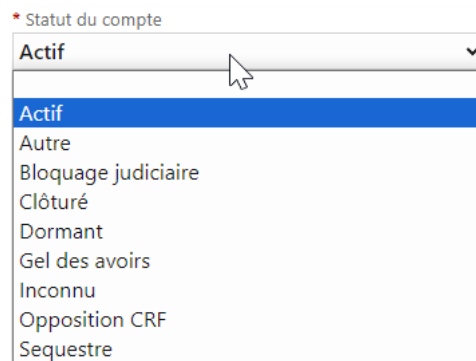 * Statut du compte
Actif
Actif
Autre
Bloquage judiciaire
Clôturé
Dormant
Gel des avoirs
Inconnu
Opposition CRF
Sequestre